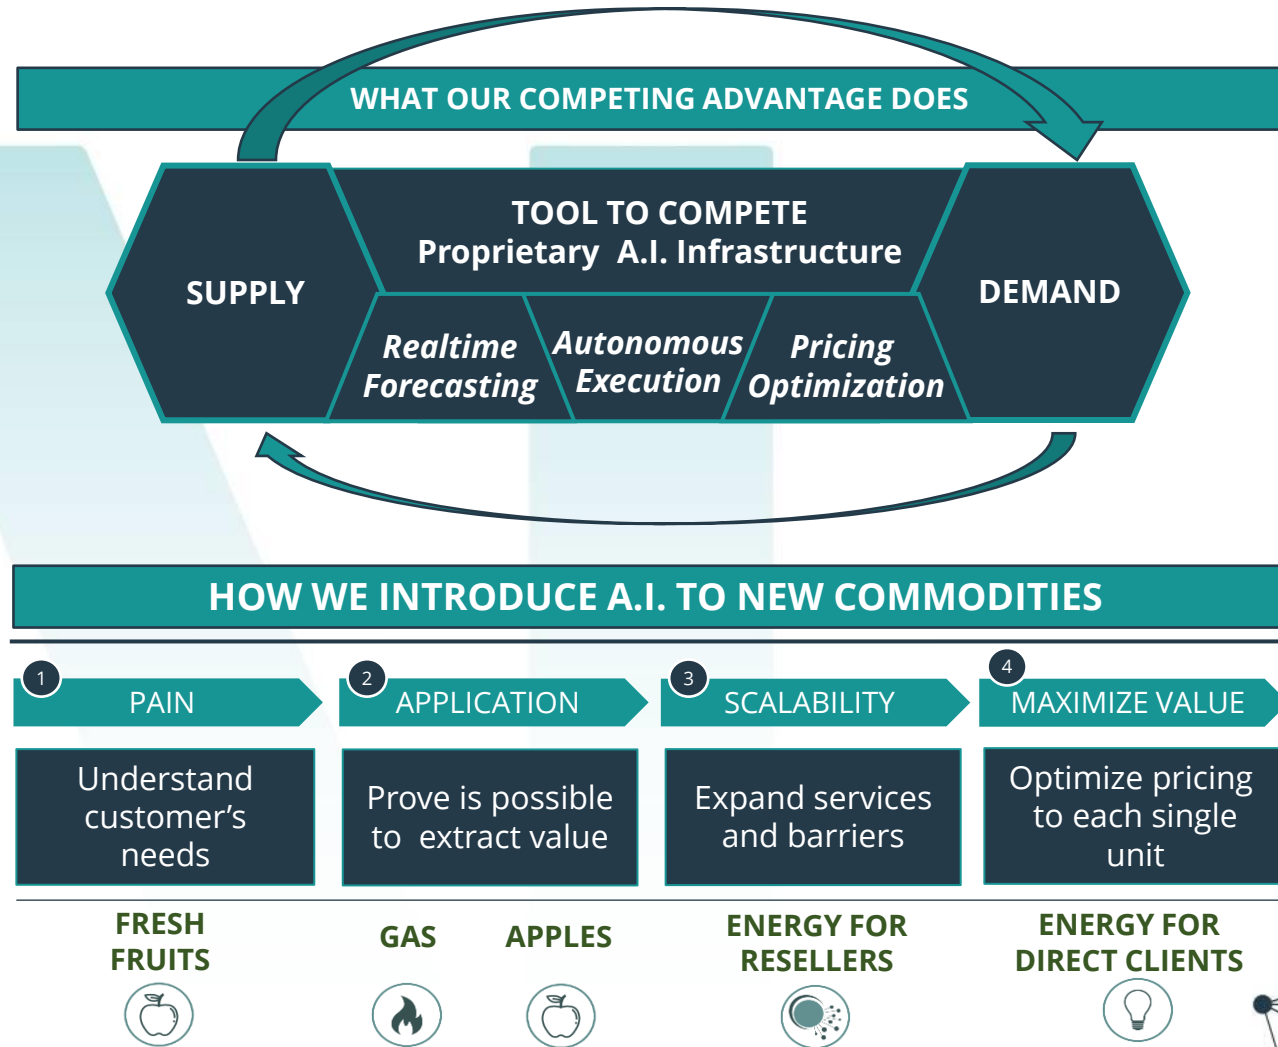 WHAT OUR COMPETING ADVANTAGE DOES
TOOL TO COMPETE
Proprietary A.I. Infrastructure
SUPPLY
DEMAND
Realtime
Forecasting
Autonomous
Execution
Pricing
Optimization
HOW WE INTRODUCE A.I. TO NEW COMMODITIES
1
PAIN
2
APPLICATION
3
SCALABILITY
4
MAXIMIZE VALUE
Understand
customer's
needs
Prove is possible
to extract value
Expand services
and barriers
Optimize pricing
to each single
unit
FRESH
FRUITS
GAS
APPLES
ENERGY FOR
RESELLERS
ENERGY FOR
DIRECT CLIENTS